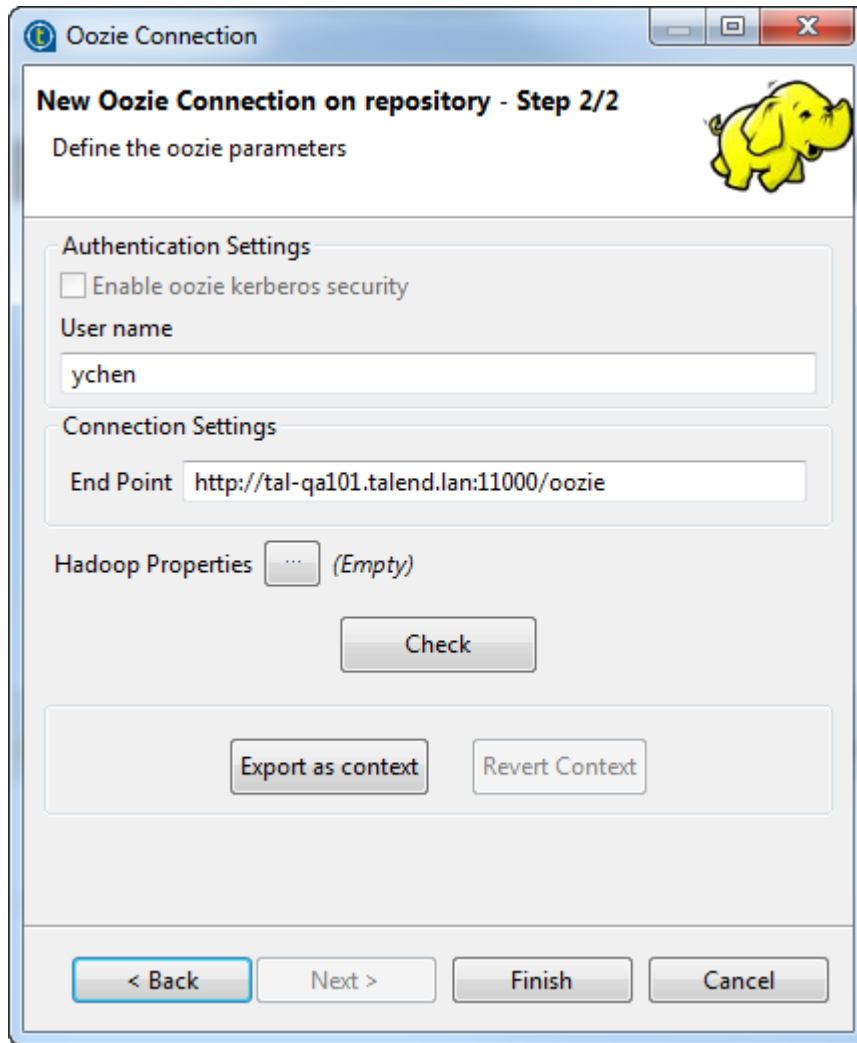 Oozie Connection
New Oozie Connection on repository - Step 2/2
Define the oozie parameters
Authentication Settings
Enable oozie kerberos security
User name
ychen
Connection Settings
End Point http://tal-qa101.talend.lan:11000/oozie
Hadoop Properties ... (Empty)
Check
Export as context Revert Context
< Back Next > Finish Cancel